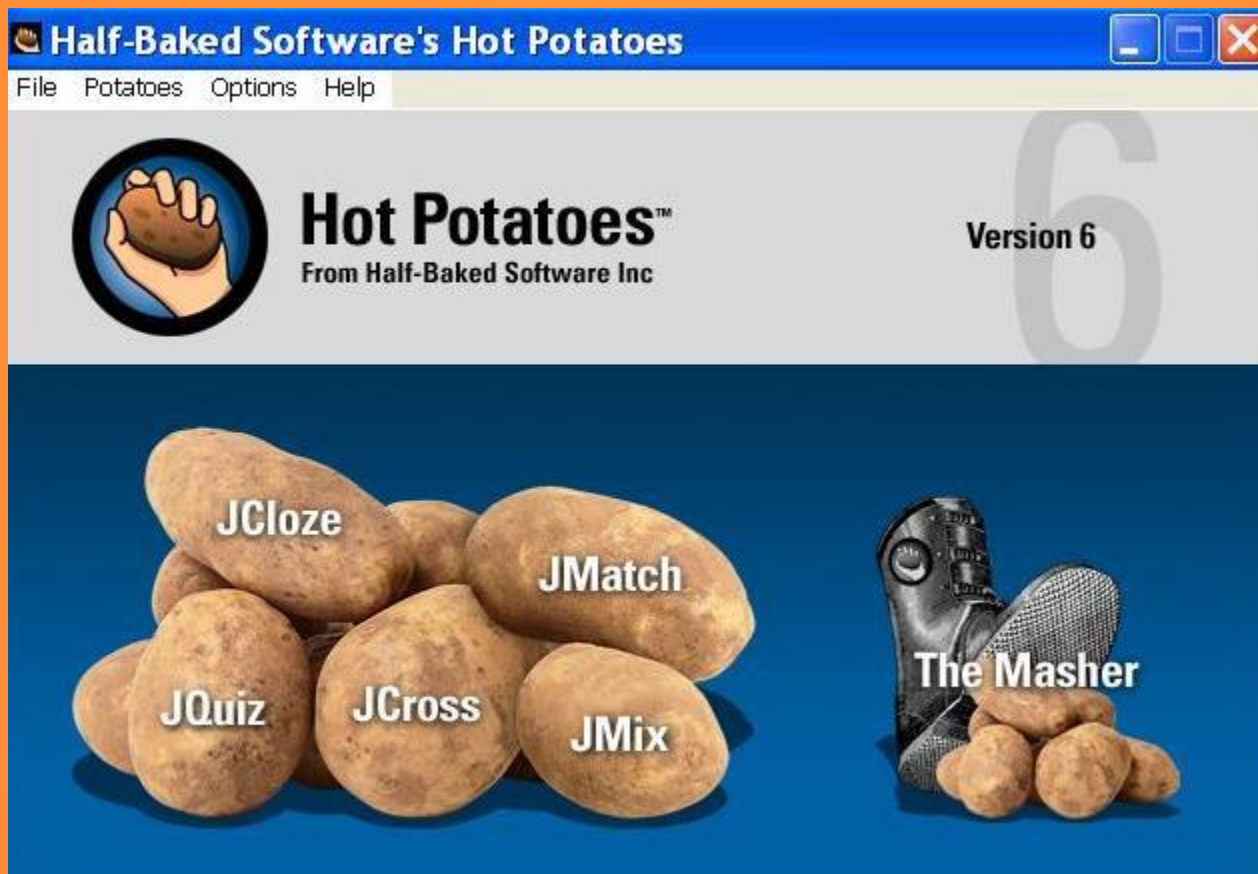 Half-Baked Software's Hot Potatoes
File Potatoes Options Help
Hot Potatoes™
From Half-Baked Software Inc
6
Version 6
JCloze
JMatch
JQuiz
JCross
JMix
The Masher